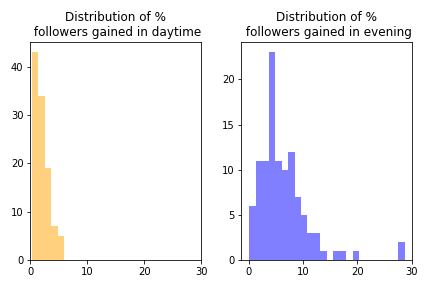 Distribution of %
followers gained in daytime
40
30
20
10
0
0 10 20 30
Distribution of %
followers gained in evening
20
15
10
5
0
0 10 20 30